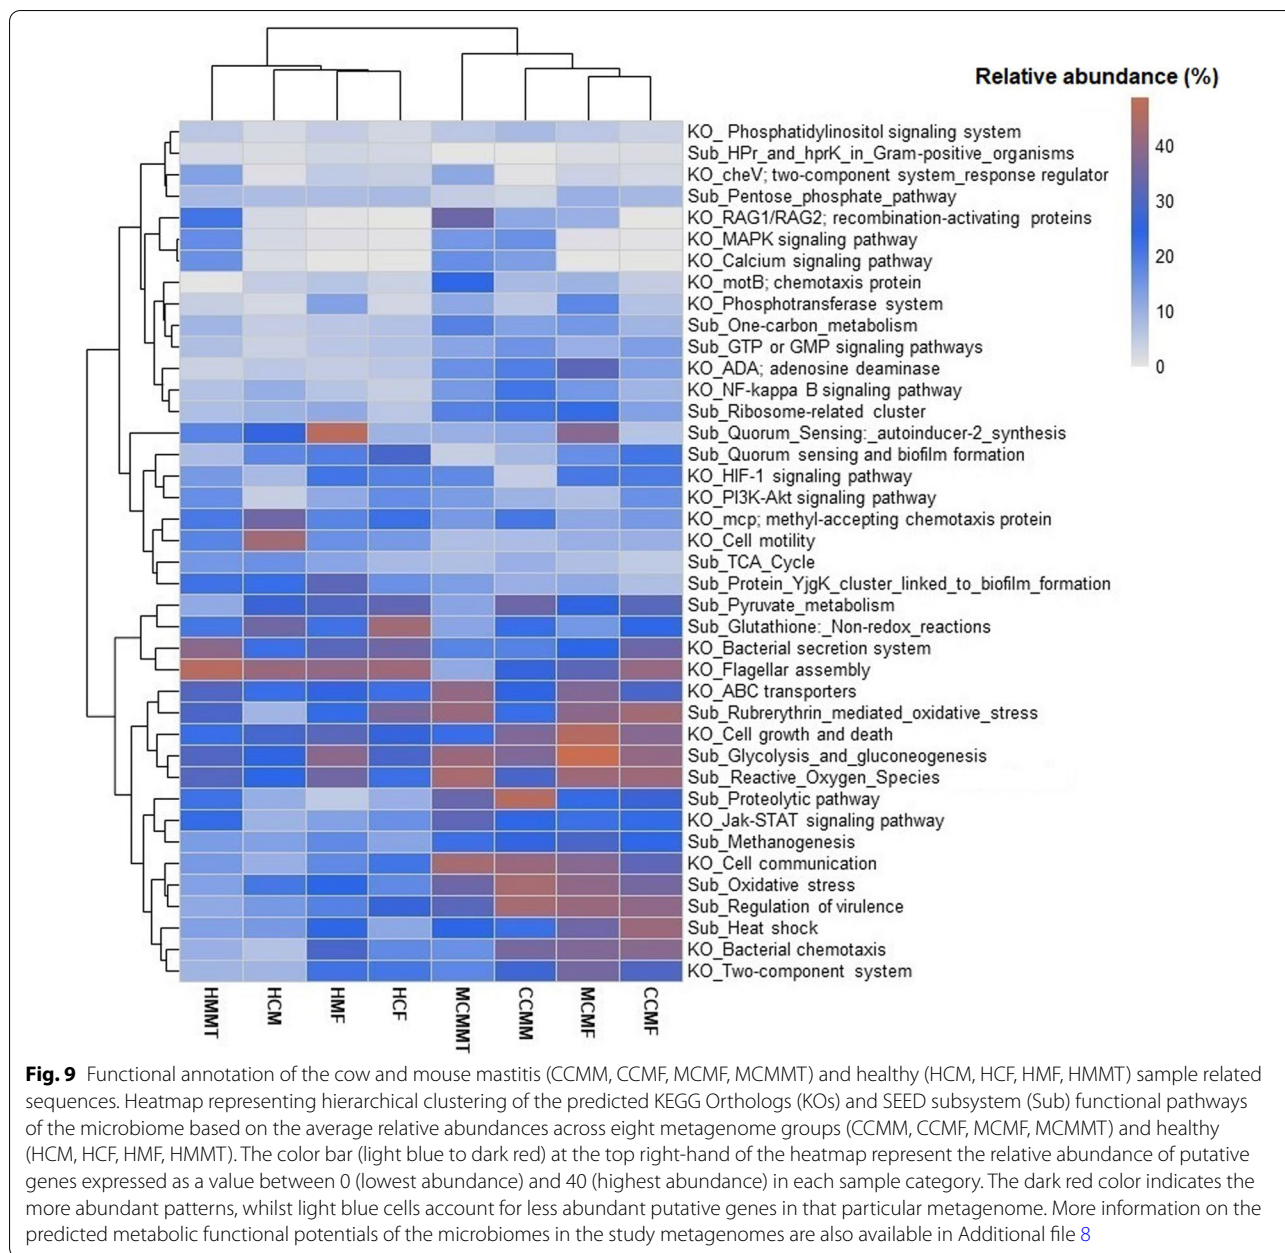 Relative abundance (%)
40
30
20
10
0
KO_ Phosphatidylinositol signaling system
Sub_HPr_and_hprK_in_Gram-positive_organisms
KO_cheV; two-component system_response regulator
Sub_Pentose_phosphate_pathway
KO_RAG1/RAG2; recombination-activating proteins
KO_MAPK signaling pathway
KO_Calcium signaling pathway
KO_motB; chemotaxis protein
KO_Phosphotransferase system
Sub_One-carbon_metabolism
Sub_GTP or GMP signaling pathways
KO_ADA; adenosine deaminase
KO_NF-kappa B signaling pathway
Sub_Ribosome-related cluster
Sub_Quorum_Sensing:_autoinducer-2_synthesis
Sub_Quorum sensing and biofilm formation
KO_HIF-1 signaling pathway
KO_PI3K-Akt signaling pathway
KO_mcp; methyl-accepting chemotaxis protein
KO_Cell motility
Sub_TCA_Cycle
Sub_Protein_YjgK_cluster_linked_to_biofilm_formation
Sub_Pyruvate_metabolism
Sub_Glutathione:_Non-redox_reactions
KO_Bacterial secretion system
KO_Flagellar assembly
KO_ABC transporters
Sub_Rubrerythrin_mediated_oxidative_stress
KO_Cell growth and death
Sub_Glycolysis_and_gluconeogenesis
Sub_Reactive_Oxygen_Species
Sub_Proteolytic pathway
KO_Jak-STAT signaling pathway
Sub_Methanogenesis
KO_Cell communication
Sub_Oxidative stress
Sub_Regulation of virulence
Sub_Heat shock
KO_Bacterial chemotaxis
KO_Two-component system
HMMT
HCM
HMF
HCF
MCMMT
CCMM
MCMF
CCMF
Fig. 9 Functional annotation of the cow and mouse mastitis (CCMM, CCMF, MCMF, MCMMT) and healthy (HCM, HCF, HMF, HMMT) sample related
sequences. Heatmap representing hierarchical clustering of the predicted KEGG Orthologs (KOs) and SEED subsystem (Sub) functional pathways
of the microbiome based on the average relative abundances across eight metagenome groups (CCMM, CCMF, MCMF, MCMMT) and healthy
(HCM, HCF, HMF, HMMT). The color bar (light blue to dark red) at the top right-hand of the heatmap represent the relative abundance of putative
genes expressed as a value between 0 (lowest abundance) and 40 (highest abundance) in each sample category. The dark red color indicates the
more abundant patterns, whilst light blue cells account for less abundant putative genes in that particular metagenome. More information on the
predicted metabolic functional potentials of the microbiomes in the study metagenomes are also available in Additional file 8